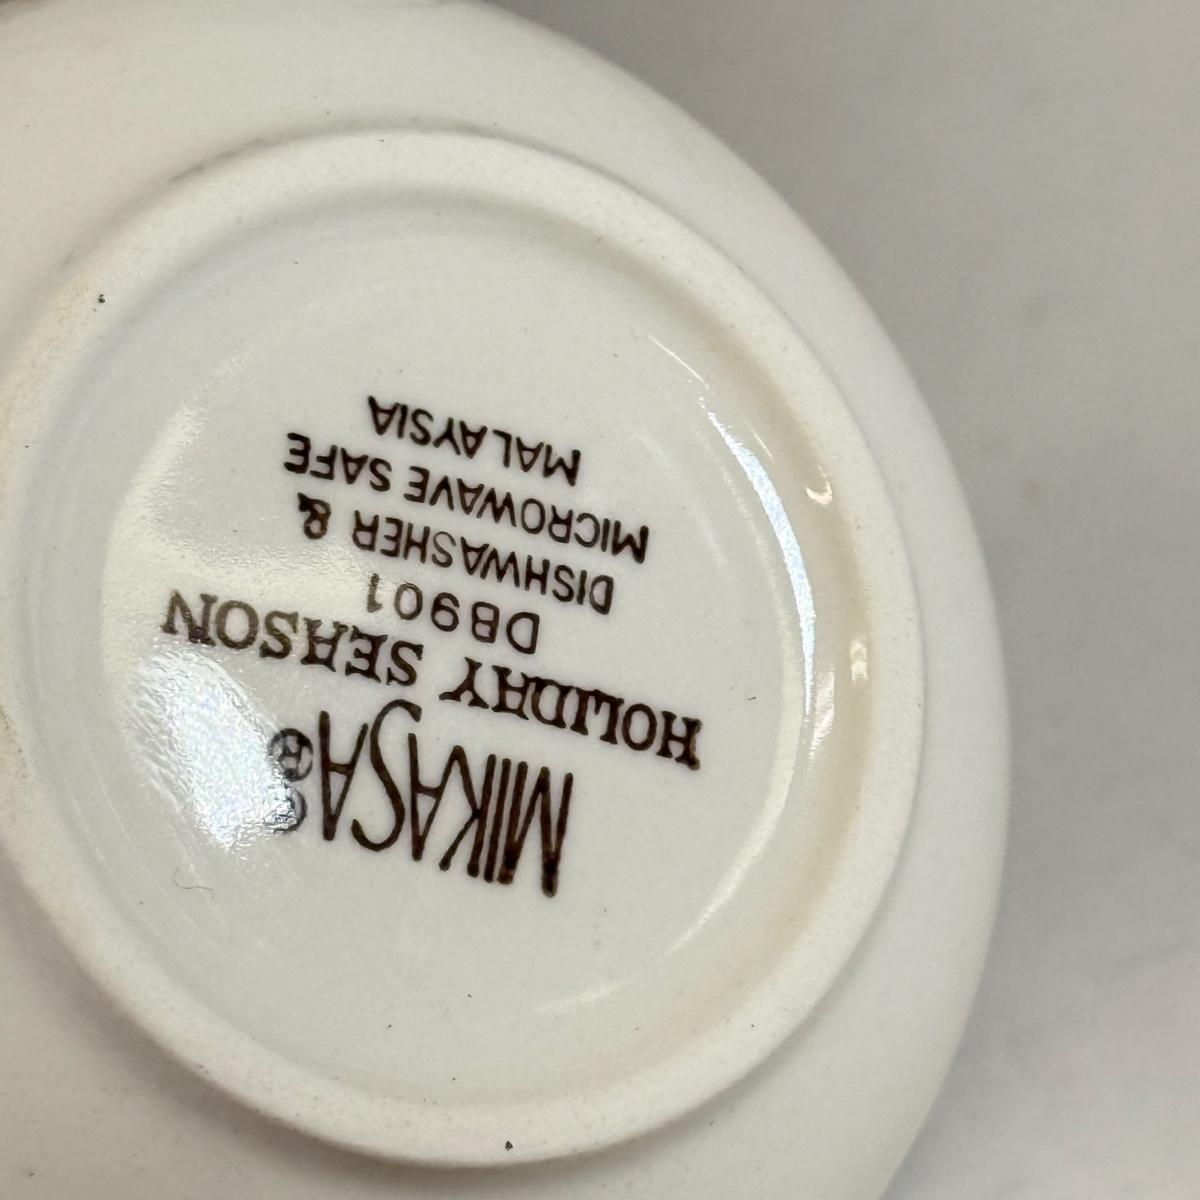 MIKASA®©
HOLIDAY SEASON
DB901
DISHWASHER &
MICROWAVE SAFE
MALAYSIA